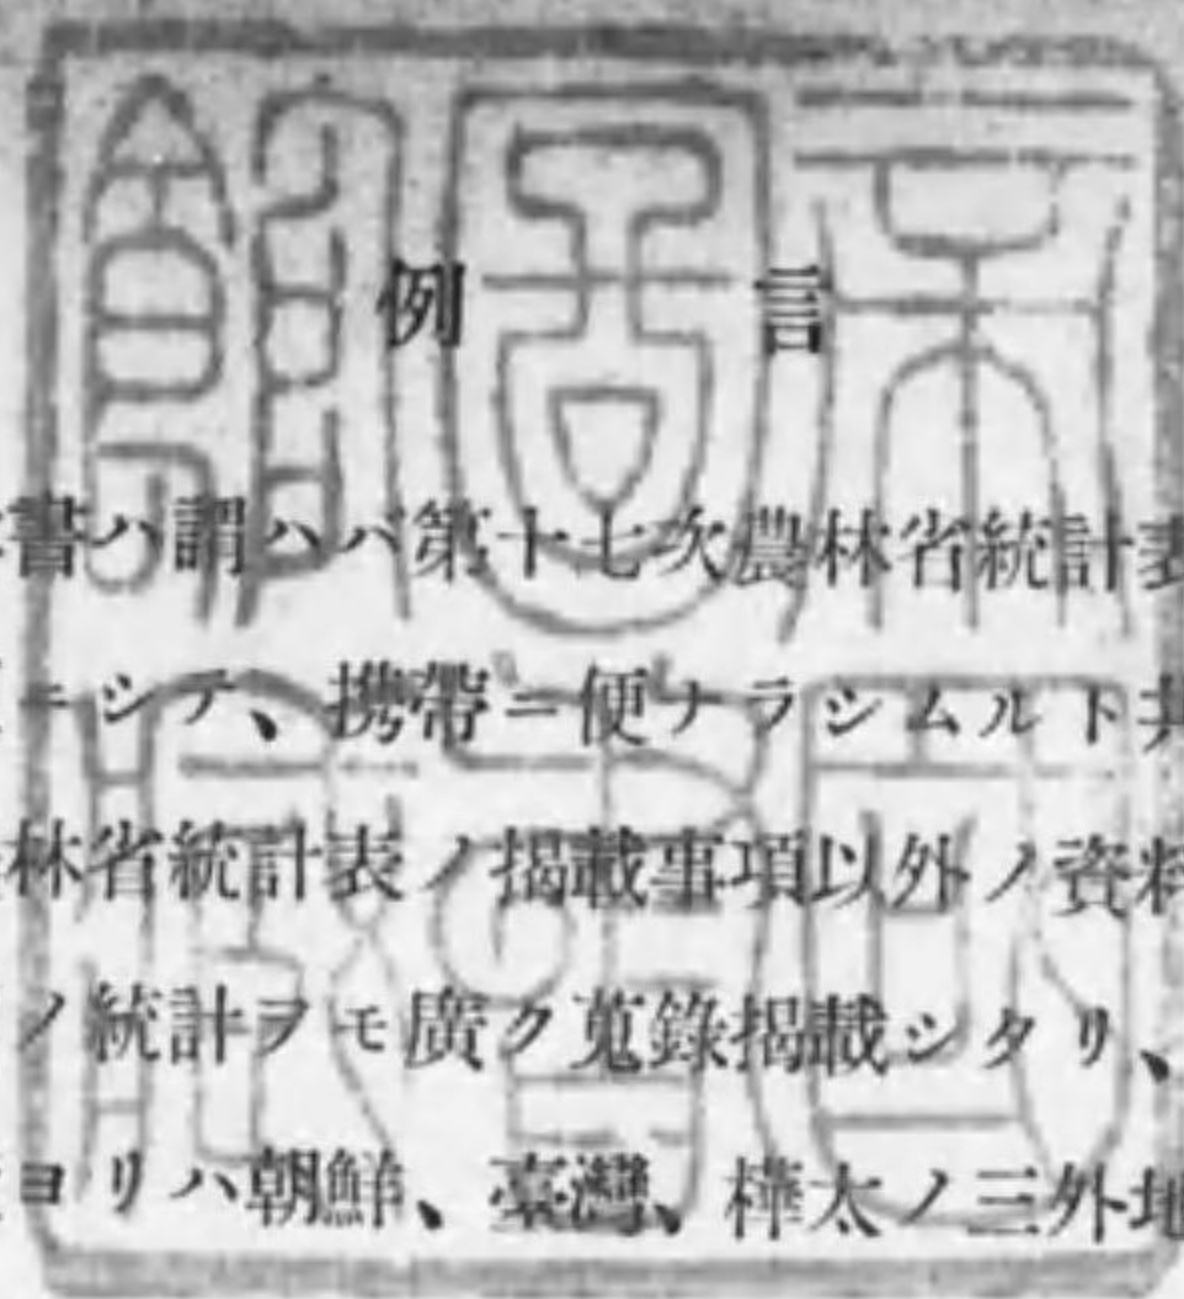 例言
書ハ謂ハバ第十七次農林省統計表
ニシテ、携帶ニ便ナラシムルト共
林省統計表ノ揭載事項以外ノ資料
ノ統計ヲモ廣ク蒐錄揭載シタリ、
ヨリハ朝鮮、臺灣、樺太ノ三外地